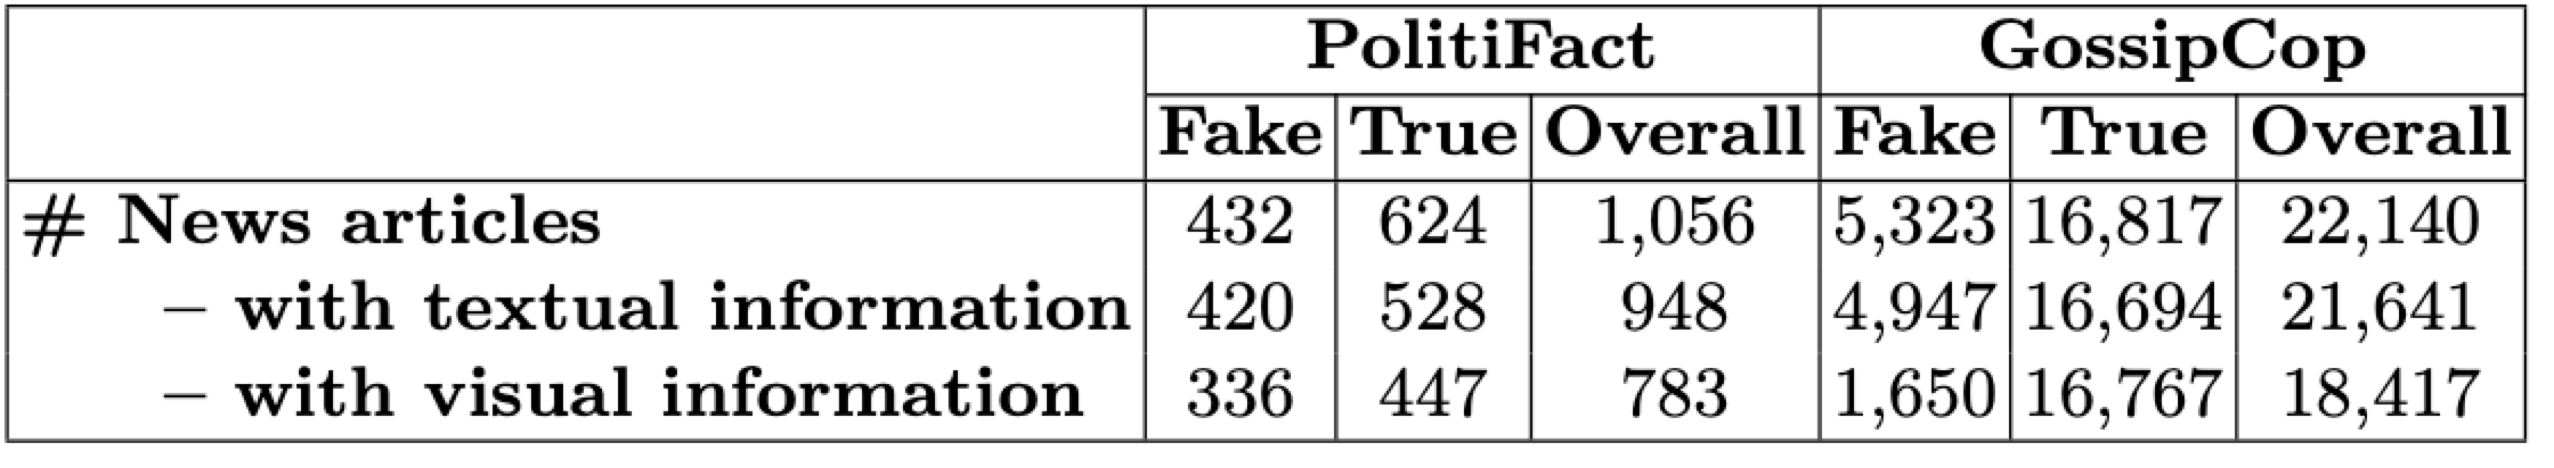 PolitiFact GossipCop
Fake True Overall Fake True Overall
# News articles 432 624 1,056 5,323 16,817 22,140
– with textual information 420 528 948 4,947 16,694 21,641
– with visual information 336 447 783 1,650 16,767 18,417